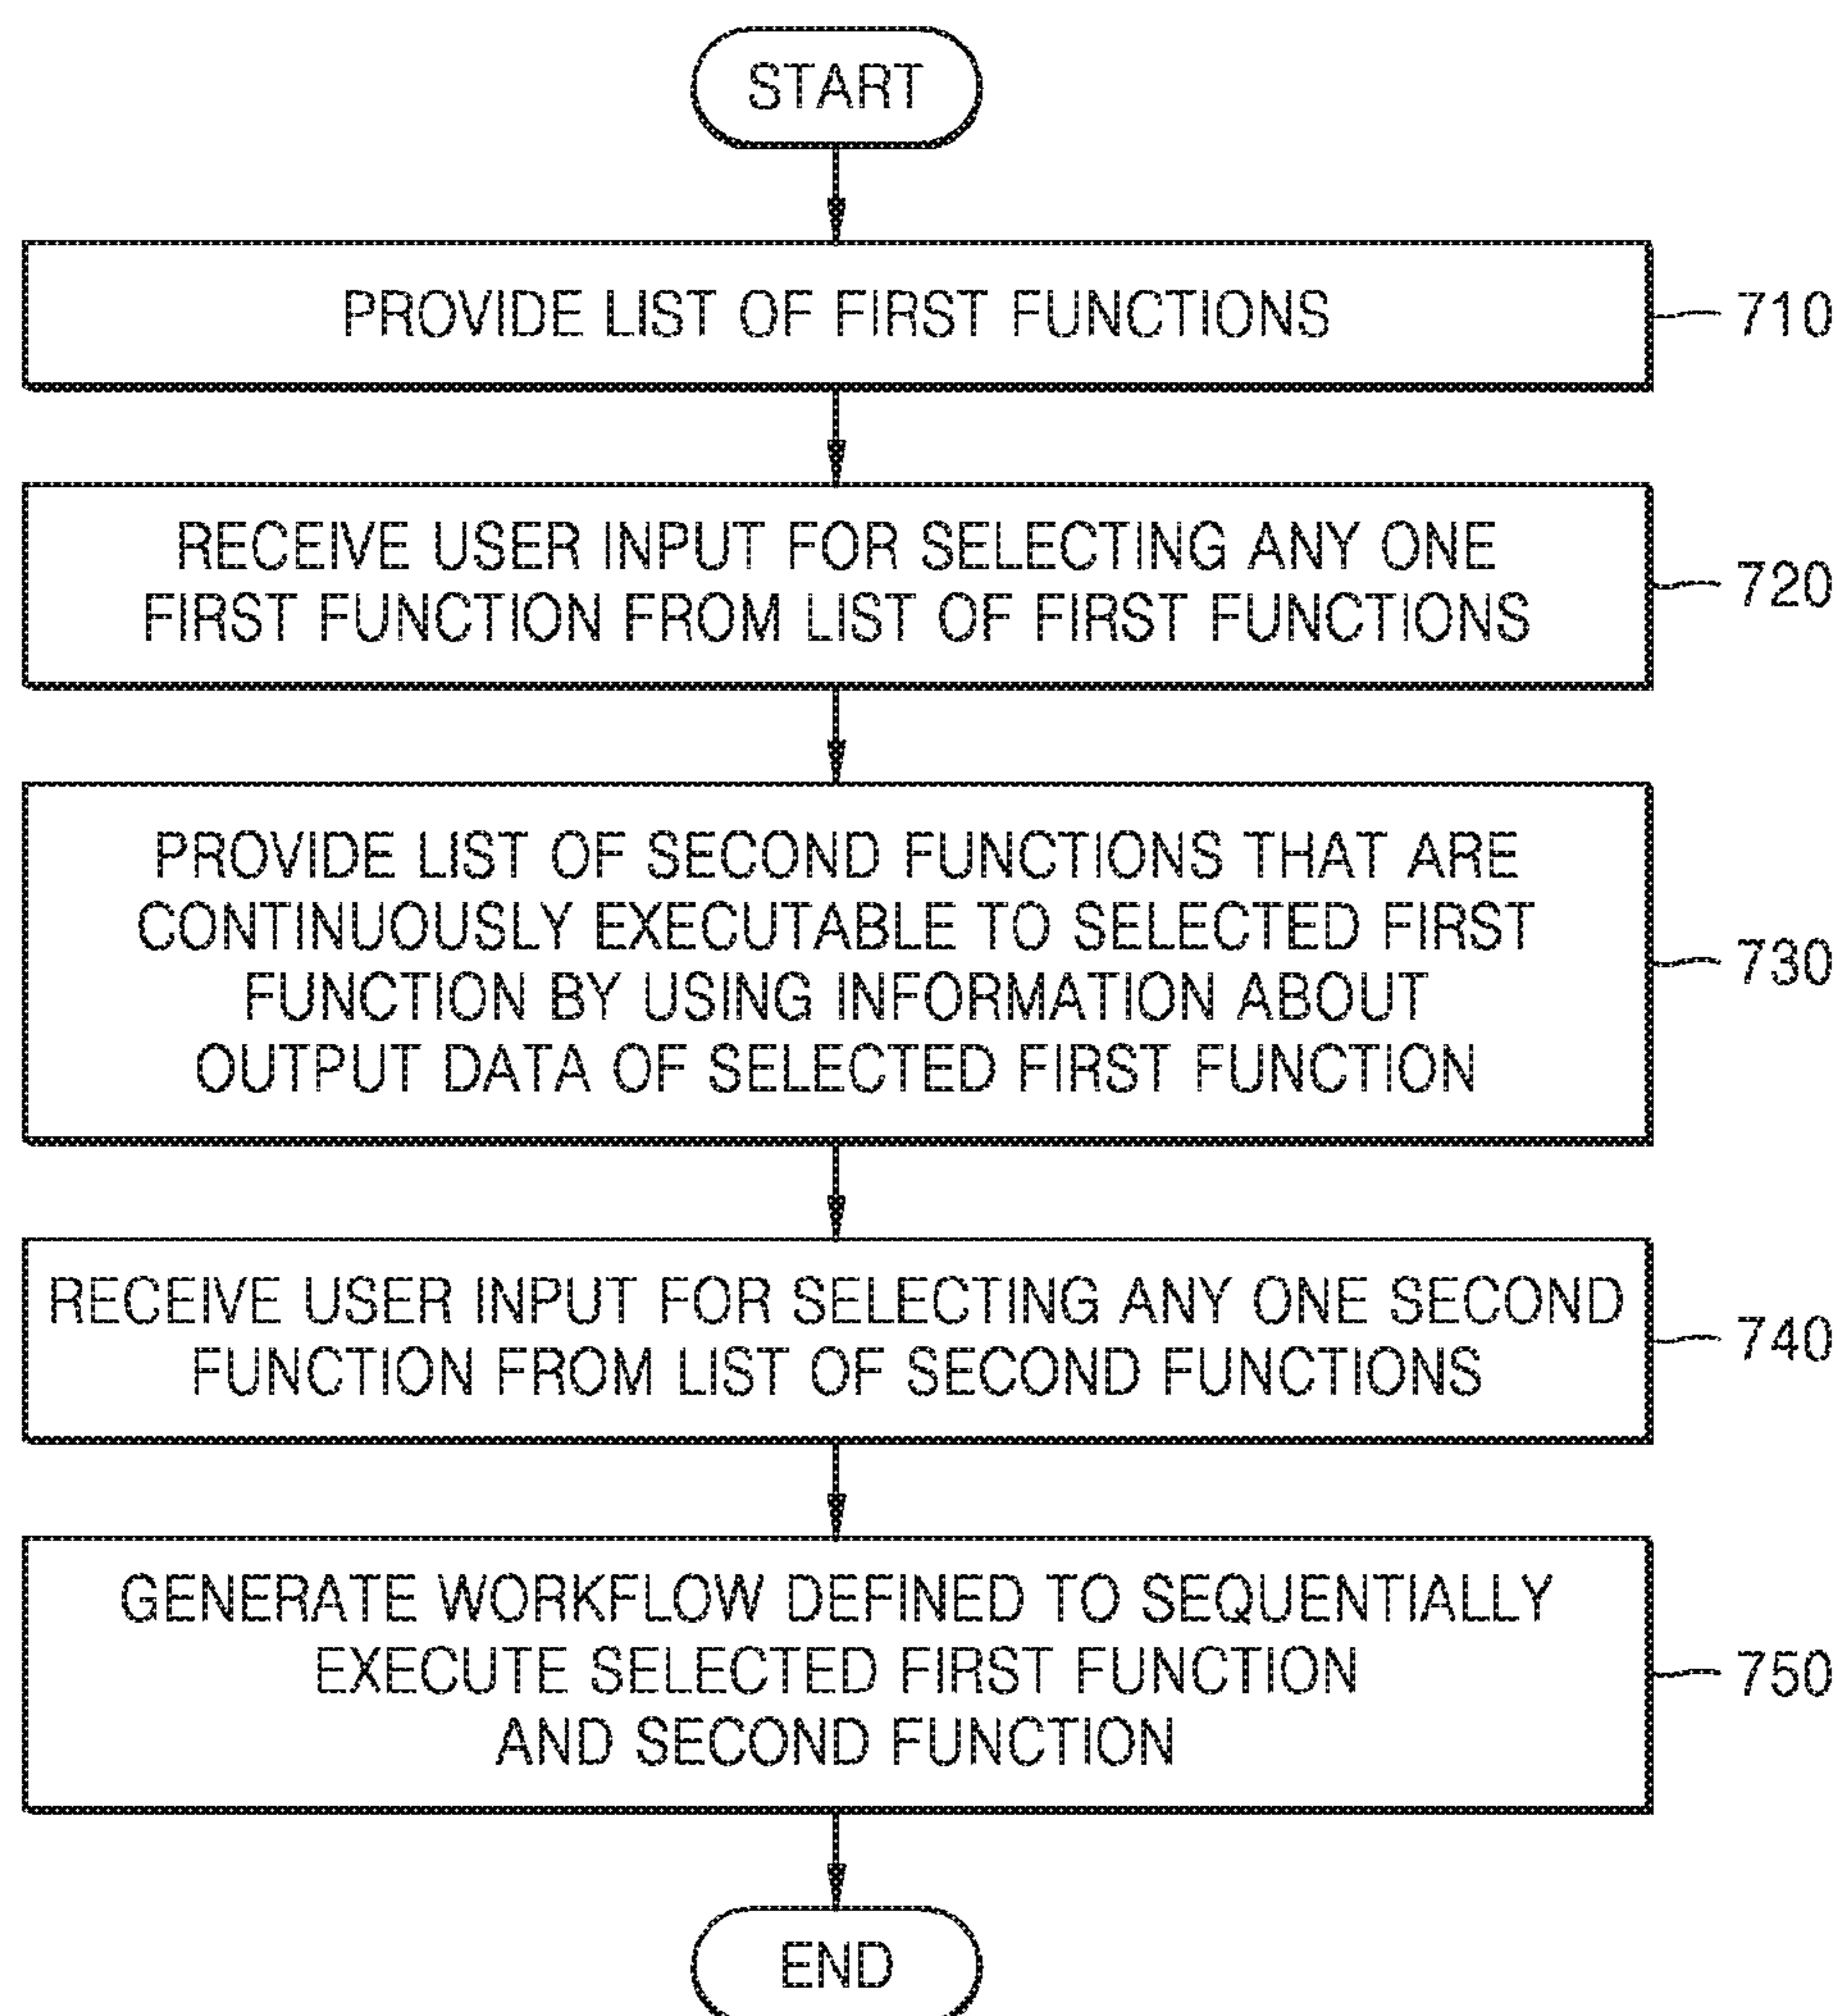 START
PROVIDE LIST OF FIRST FUNCTIONS
710
RECEIVE USER INPUT FOR SELECTING ANY ONE
FIRST FUNCTION FROM LIST OF FIRST FUNCTIONS
720
PROVIDE LIST OF SECOND FUNCTIONS THAT ARE
CONTINUOUSLY EXECUTABLE TO SELECTED FIRST
FUNCTION BY USING INFORMATION ABOUT
OUTPUT DATA OF SELECTED FIRST FUNCTION
730
RECEIVE USER INPUT FOR SELECTING ANY ONE SECOND
FUNCTION FROM LIST OF SECOND FUNCTIONS
740
GENERATE WORKFLOW DEFINED TO SEQUENTIALLY
EXECUTE SELECTED FIRST FUNCTION
AND SECOND FUNCTION
750
END